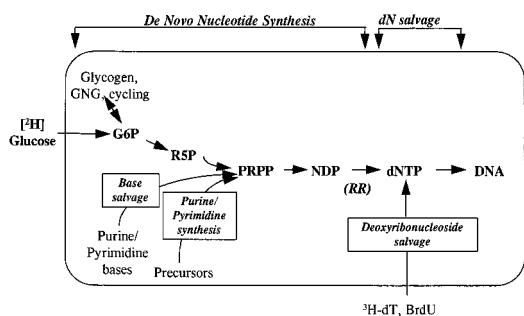 De Novo Nucleotide Synthesis
dN salvage
Glycogen,
GNG, cycling
[²H]
Glucose
G6P
R5P
PRPP
NDP
(RR)
dNTP
DNA
Base
salvage
Purine/
Pyrimidine
synthesis
Deoxyribonucleoside
salvage
Purine/
Pyrimidine
bases
Precursors
³H-dT, BrdU